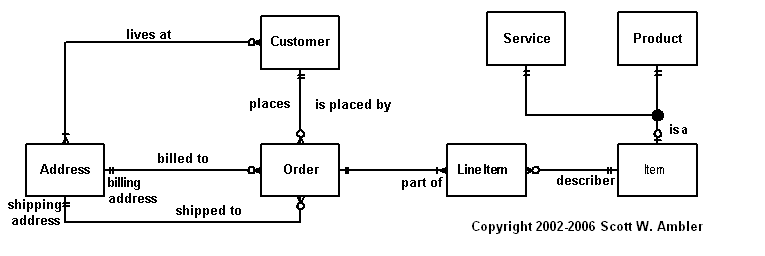 lives at
Customer
Service
Product
places
is placed by
is a
Address
billed to
Order
LineItem
Item
billing
address
part of
describer
shipping
address
shipped to
Copyright 2002-2006 Scott W. Ambler